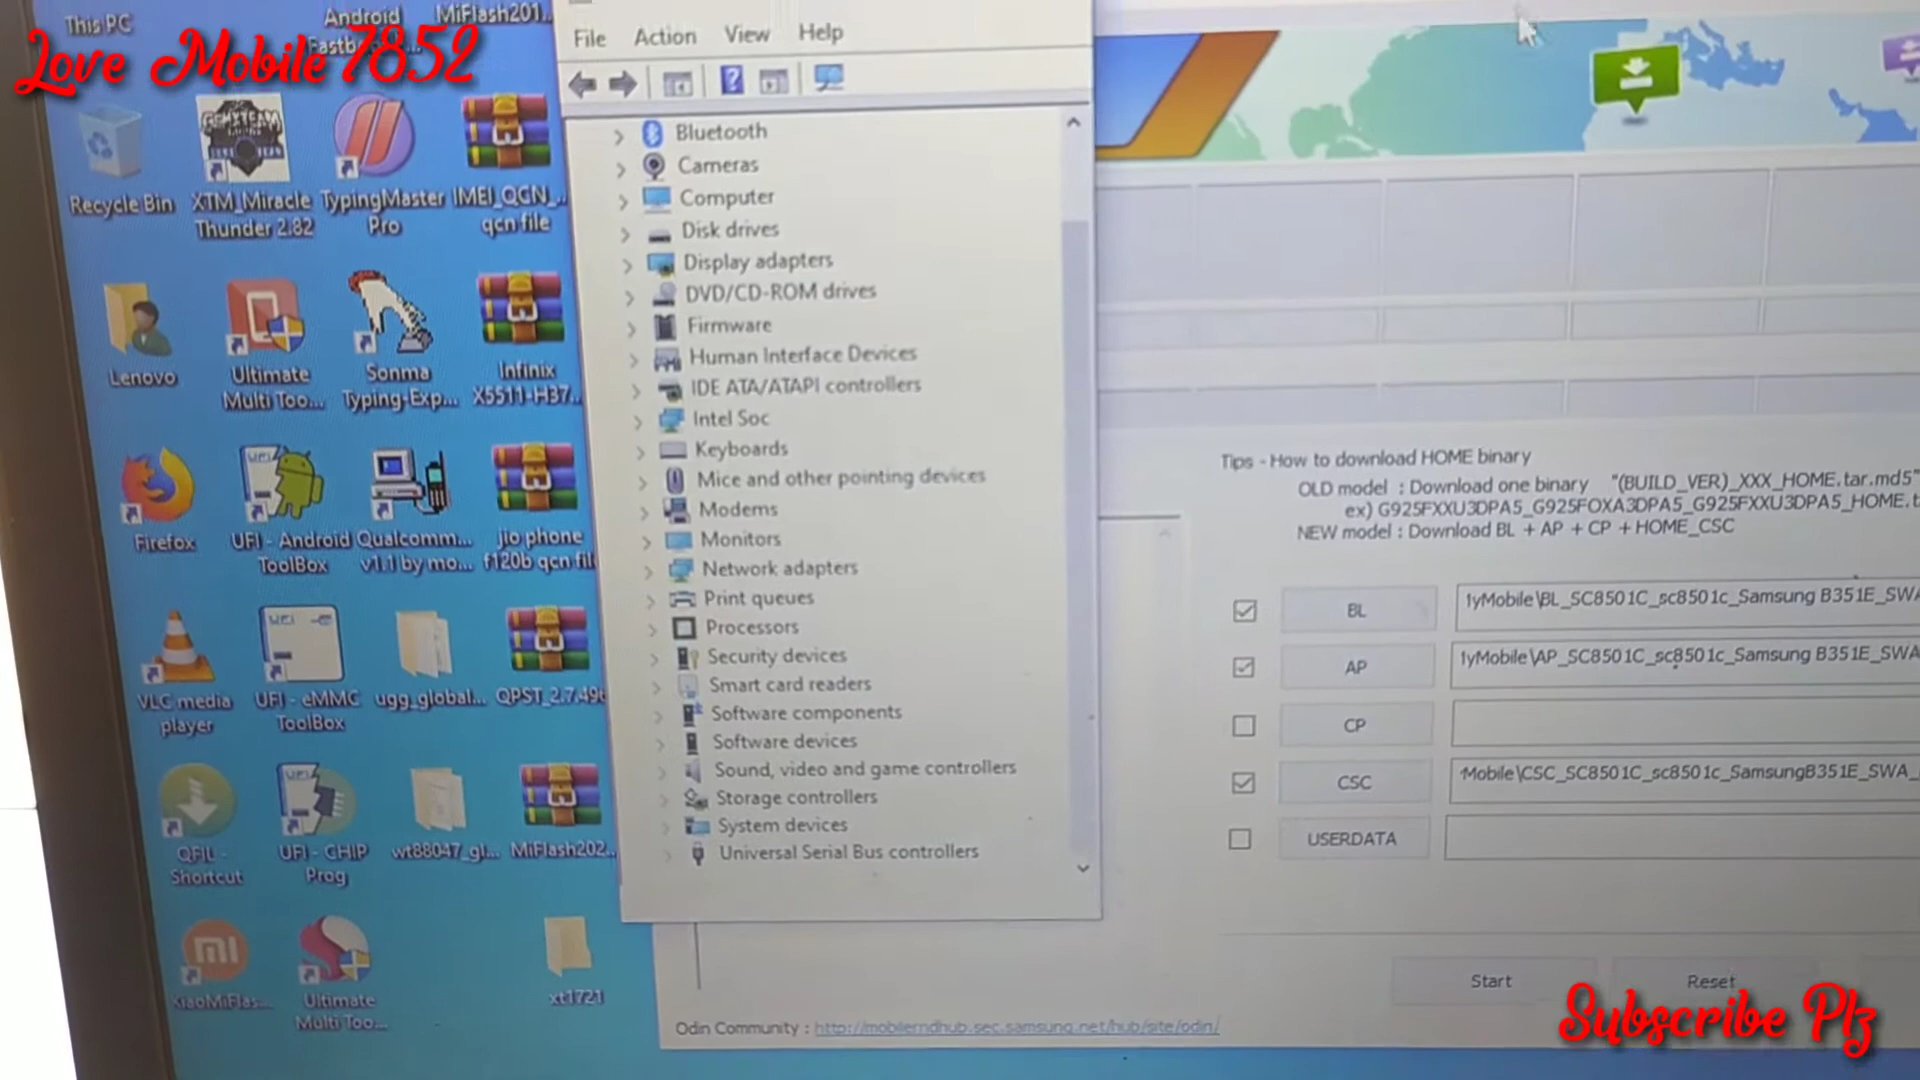 This PC
Android
MiFlash201...
Love Mobile 7852
File Action View Help
Recycle Bin
XTM_Miracle
Thunder 2.82
TypingMaster
Pro
IMEI_QCN_...
qcn file
Lenovo
Ultimate
Multi Too...
Sonma
Typing-Exp...
Infinix
X5511-H37...
Firefox
UFI - Android
ToolBox
Qualcomm...
v1.1 by mo...
jio phone
f120b qcn fil
VLC media
player
UFI - eMMC
ToolBox
ugg_global...
QPST_2.7.496
QFIL -
Shortcut
UFI - CHIP
Prog
wt88047_gl...
MiFlash202...
XiaoMiFlas...
Ultimate
Multi Too...
xt1721
Bluetooth
Cameras
Computer
Disk drives
Display adapters
DVD/CD-ROM drives
Firmware
Human Interface Devices
IDE ATA/ATAPI controllers
Intel Soc
Keyboards
Mice and other pointing devices
Modems
Monitors
Network adapters
Print queues
Processors
Security devices
Smart card readers
Software components
Software devices
Sound, video and game controllers
Storage controllers
System devices
Universal Serial Bus controllers
Tips - How to download HOME binary
OLD model : Download one binary "(BUILD_VER)_XXX_HOME.tar.md5"
ex) G925FXXU3DPA5_G925FOXA3DPA5_G925FXXU3DPA5_HOME.t
NEW model : Download BL + AP + CP + HOME_CSC
BL
yMobile\BL_SC8501C_sc8501c_Samsung B351E_SWA
AP
yMobile\AP_SC8501C_sc8501c_Samsung B351E_SWA
CP
CSC
Mobile\CSC_SC8501C_sc8501c_SamsungB351E_SWA_
USERDATA
Start
Reset
Odin Community : http://mobilerndhub.sec.samsung.net/hub/site/odin/
Subscribe Plz